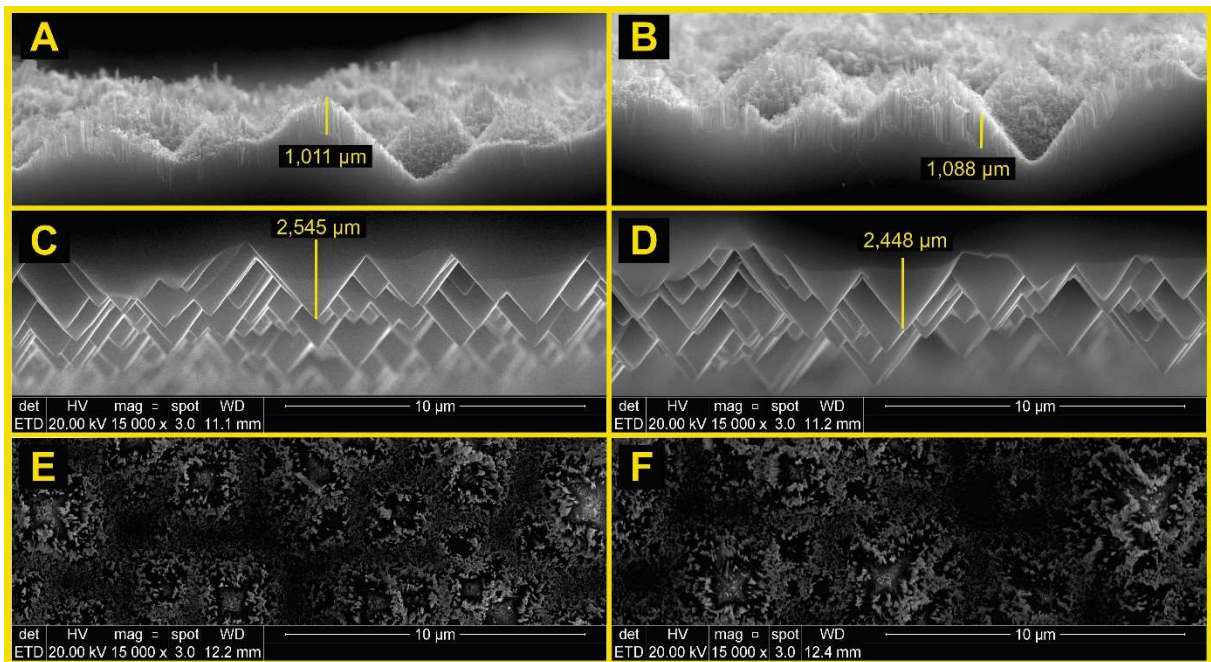 A
1,011 µm
B
1,088 µm
C
2,545 µm
D
2,448 µm
det HV mag □ spot WD 10 µm
ETD 20.00 kV 15 000 x 3.0 11.1 mm
det HV mag □ spot WD 10 µm
ETD 20.00 kV 15 000 x 3.0 11.2 mm
E
F
det HV mag □ spot WD 10 µm
ETD 20.00 kV 15 000 x 3.0 12.2 mm
det HV mag □ spot WD 10 µm
ETD 20.00 kV 15 000 x 3.0 12.4 mm